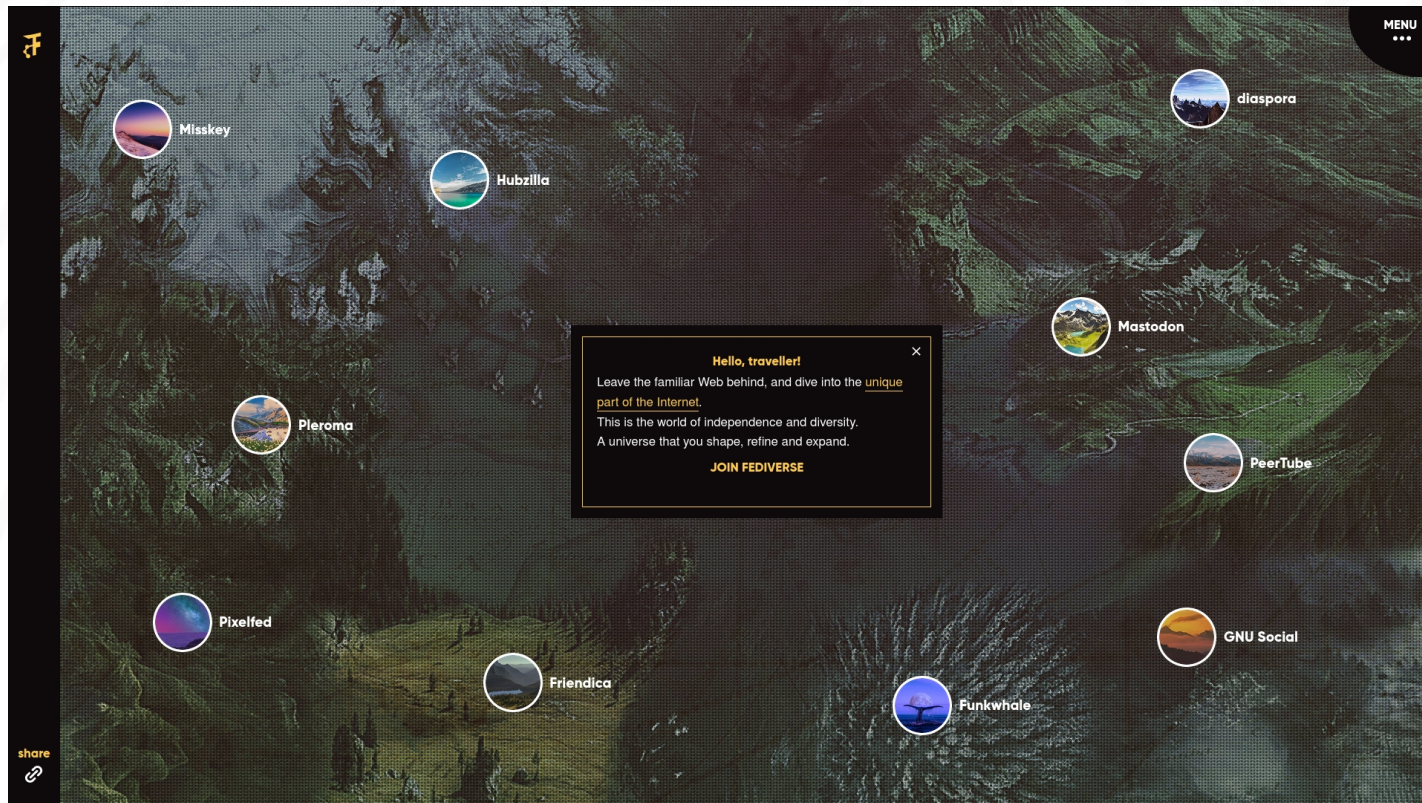 MENU
diaspora
Misskey
Hubzilla
Mastodon
Hello, traveller!
Leave the familiar Web behind, and dive into the unique
part of the Internet.
This is the world of independence and diversity.
A universe that you shape, refine and expand.
JOIN FEDIVERSE
Pleroma
PeerTube
Pixelfed
GNU Social
Friendica
Funkwhale
share